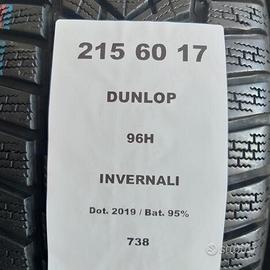 215 60 17
DUNLOP
96H
INVERNALI
Dot. 2019 / Bat. 95%
738